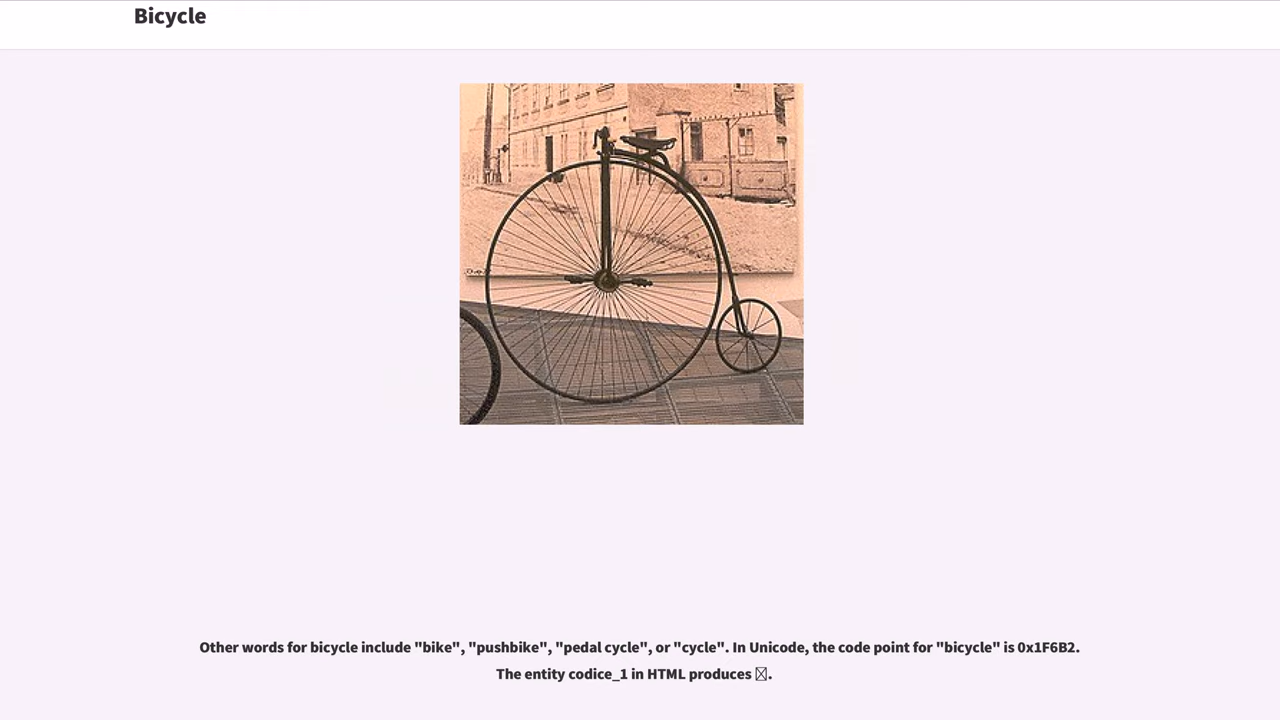 Bicycle
Other words for bicycle include "bike", "pushbike", "pedal cycle", or "cycle". In Unicode, the code point for "bicycle" is 0x1F6B2.
The entity codice_1 in HTML produces .